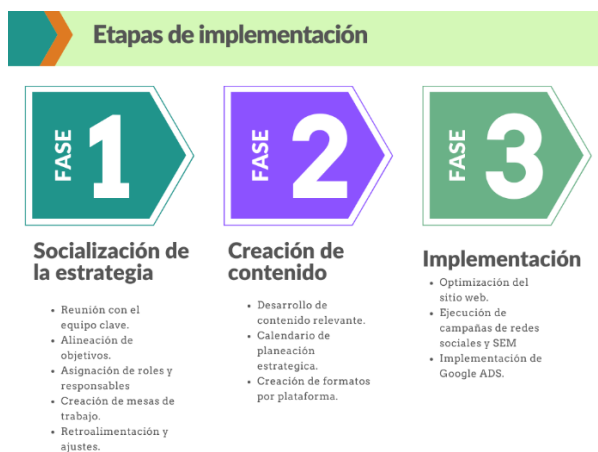 Etapas de implementación
FASE 1
Socialización de
la estrategia
• Reunión con el
equipo clave.
• Alineación de
objetivos.
• Asignación de roles y
responsables
• Creación de mesas de
trabajo.
• Retroalimentación y
ajustes.
FASE 2
Creación de
contenido
• Desarrollo de
contenido relevante.
• Calendario de
planeación
estrategica.
• Creación de formatos
por plataforma.
FASE 3
Implementación
• Optimización del
sitio web.
• Ejecución de
campañas de redes
sociales y SEM
• Implementación de
Google ADS.